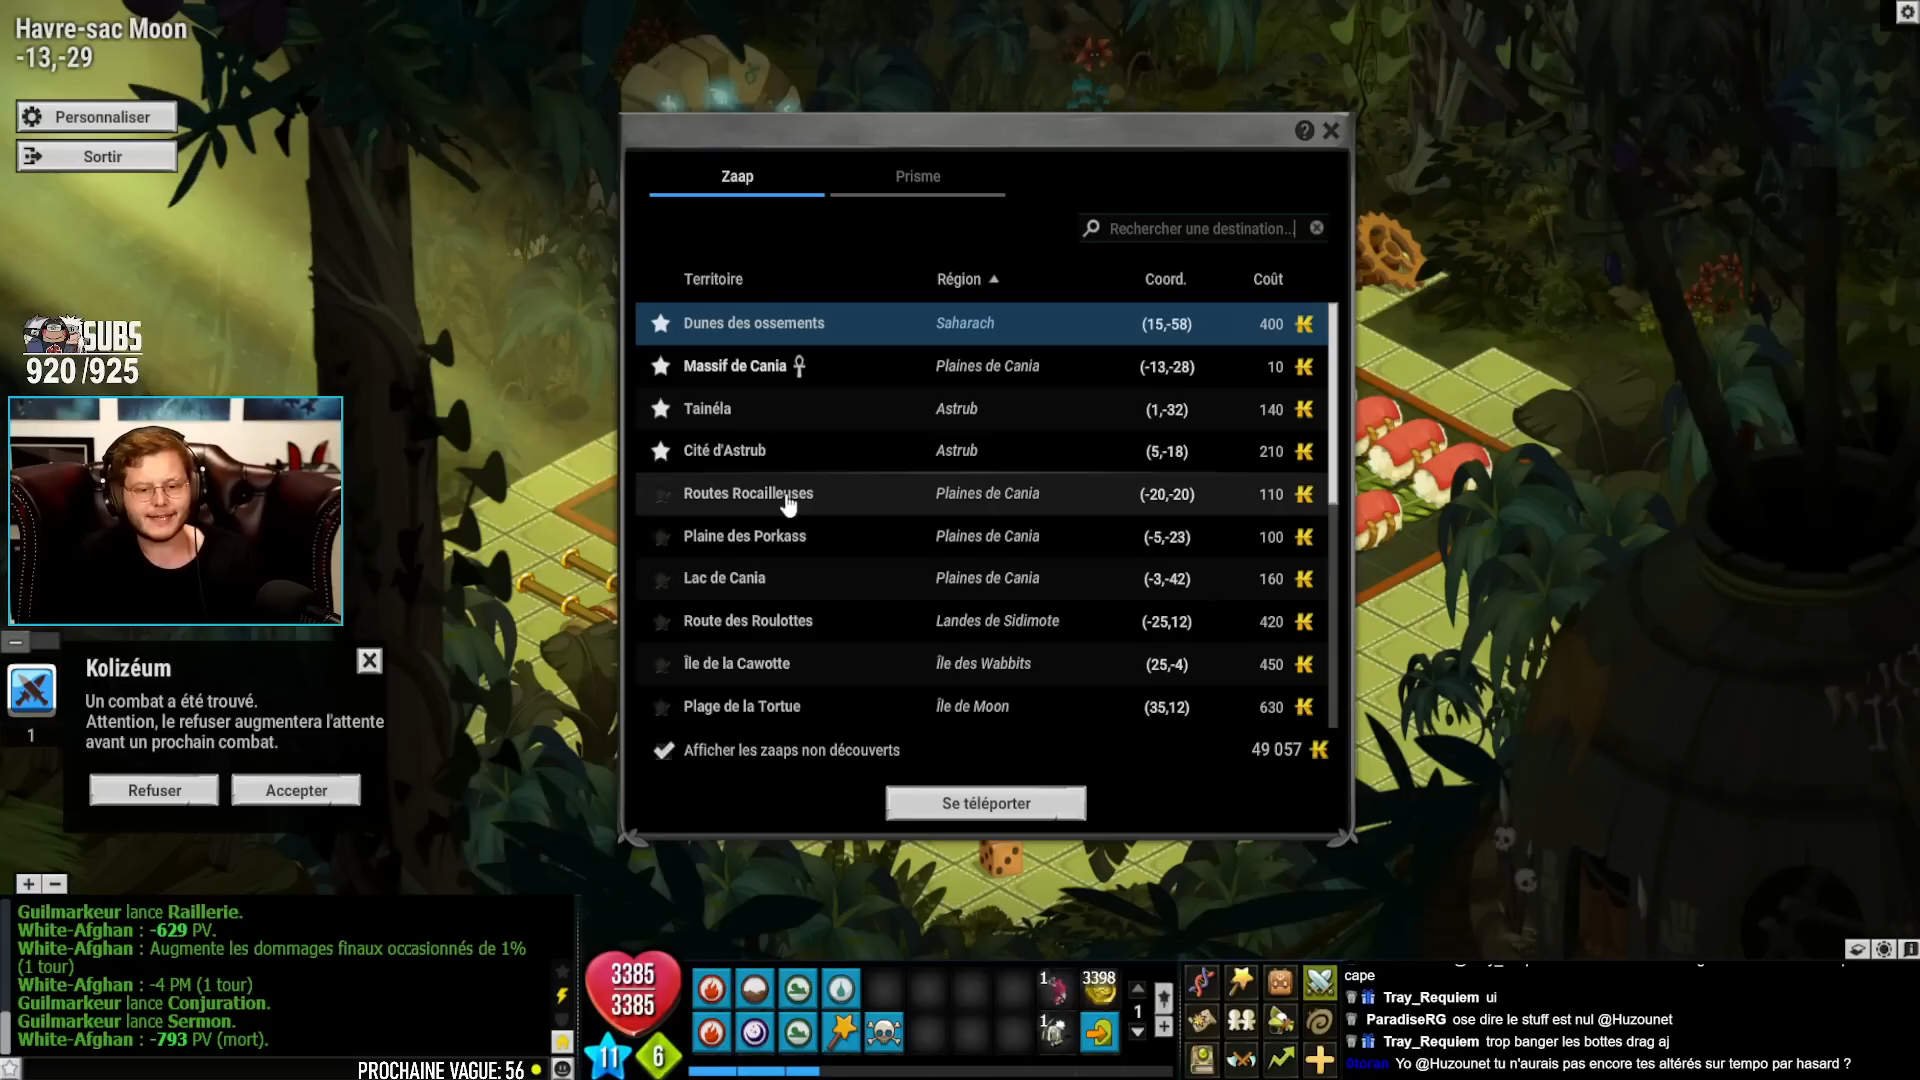 Havre-sac Moon
-13,-29
Personnaliser
Sortir
SUBS
920 /925
Zaap
Prisme
Rechercher une destination...
Territoire Région Coord. Coût
Dunes des ossements Saharach (15,-58) 400
Massif de Cania Plaines de Cania (-13,-28) 10
Tainéla Astrub (1,-32) 140
Cité d'Astrub Astrub (5,-18) 210
Routes Rocailleuses Plaines de Cania (-20,-20) 110
Plaine des Porkass Plaines de Cania (-5,-23) 100
Lac de Cania Plaines de Cania (-3,-42) 160
Route des Roulottes Landes de Sidimote (-25,12) 420
Île de la Cawotte Île des Wabbits (25,-4) 450
Plage de la Tortue Île de Moon (35,12) 630
Afficher les zaaps non découverts 49 057
Se téléporter
Kolizéum
Un combat a été trouvé.
Attention, le refuser augmentera l'attente
avant un prochain combat.
1
Refuser
Accepter
Guilmarkeur lance Raillerie.
White-Afghan : -629 PV.
White-Afghan : Augmente les dommages finaux occasionnés de 1%
(1 tour)
White-Afghan : -4 PM (1 tour)
Guilmarkeur lance Conjuration.
Guilmarkeur lance Sermon.
White-Afghan : -793 PV (mort).
PROCHAINE VAGUE: 56
3385
3385
11
6
1
3398
1
1
cape
Tray_Requiem ui
ParadiseRG ose dire le stuff est nul @Huzounet
Tray_Requiem trop banger les bottes drag aj
Yo @Huzounet tu n'aurais pas encore tes altérés sur tempo par hasard ?